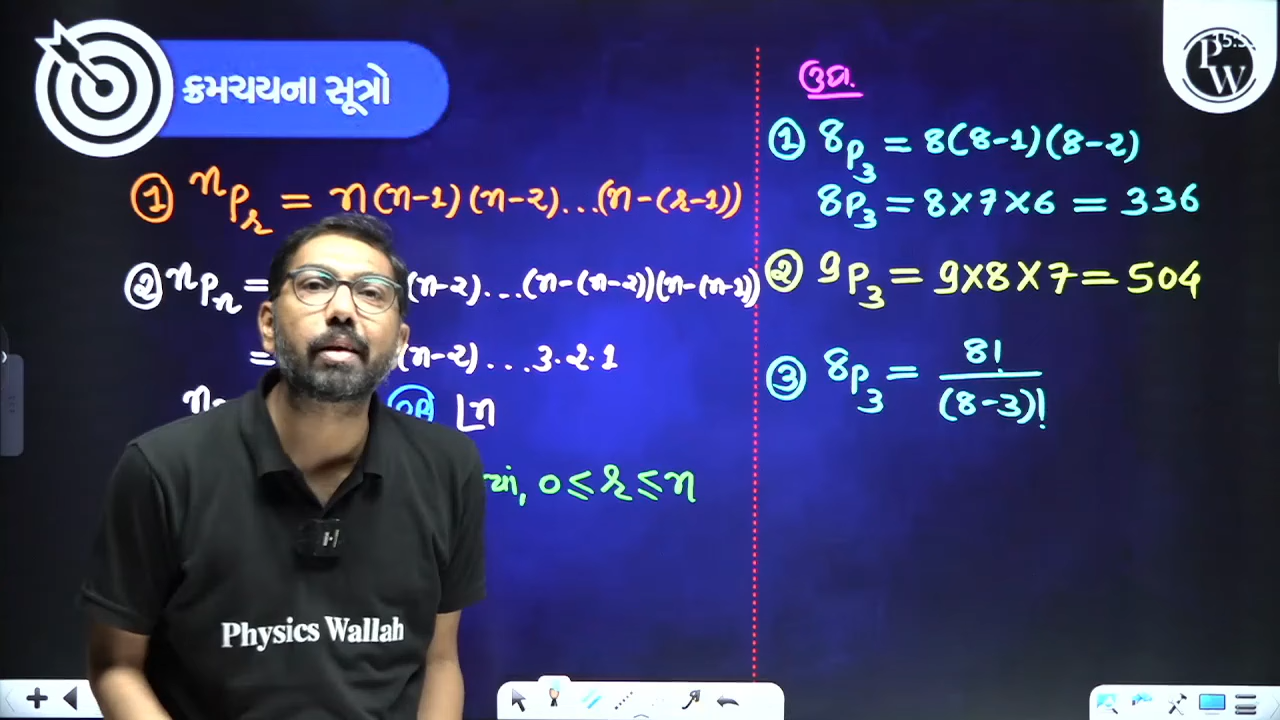 ક્રમચયના સૂત્રો
① ⁿPᵣ = n(n-1)(n-2)...(n-(r-1))
② ⁿPₙ = (n-2)...(n-(n-2))(n-(n-1))
= (n-2)...3·2·1
⌊n
0 ≤ r ≤ n
ઉદા.
① 8P₃ = 8(8-1)(8-2)
8P₃ = 8×7×6 = 336
② 9P₃ = 9×8×7 = 504
③ 8P₃ = 8! / (8-3)!
PW
Physics Wallah